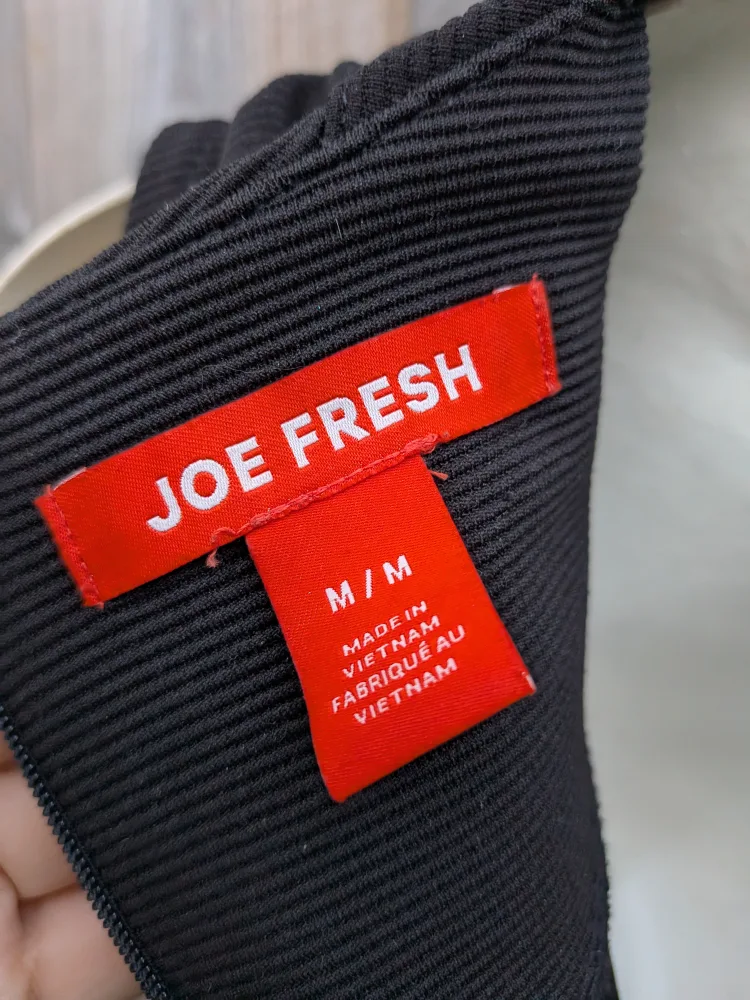 JOE FRESH
M / M
MADE IN
VIETNAM
FABRIQUÉ AU
VIETNAM